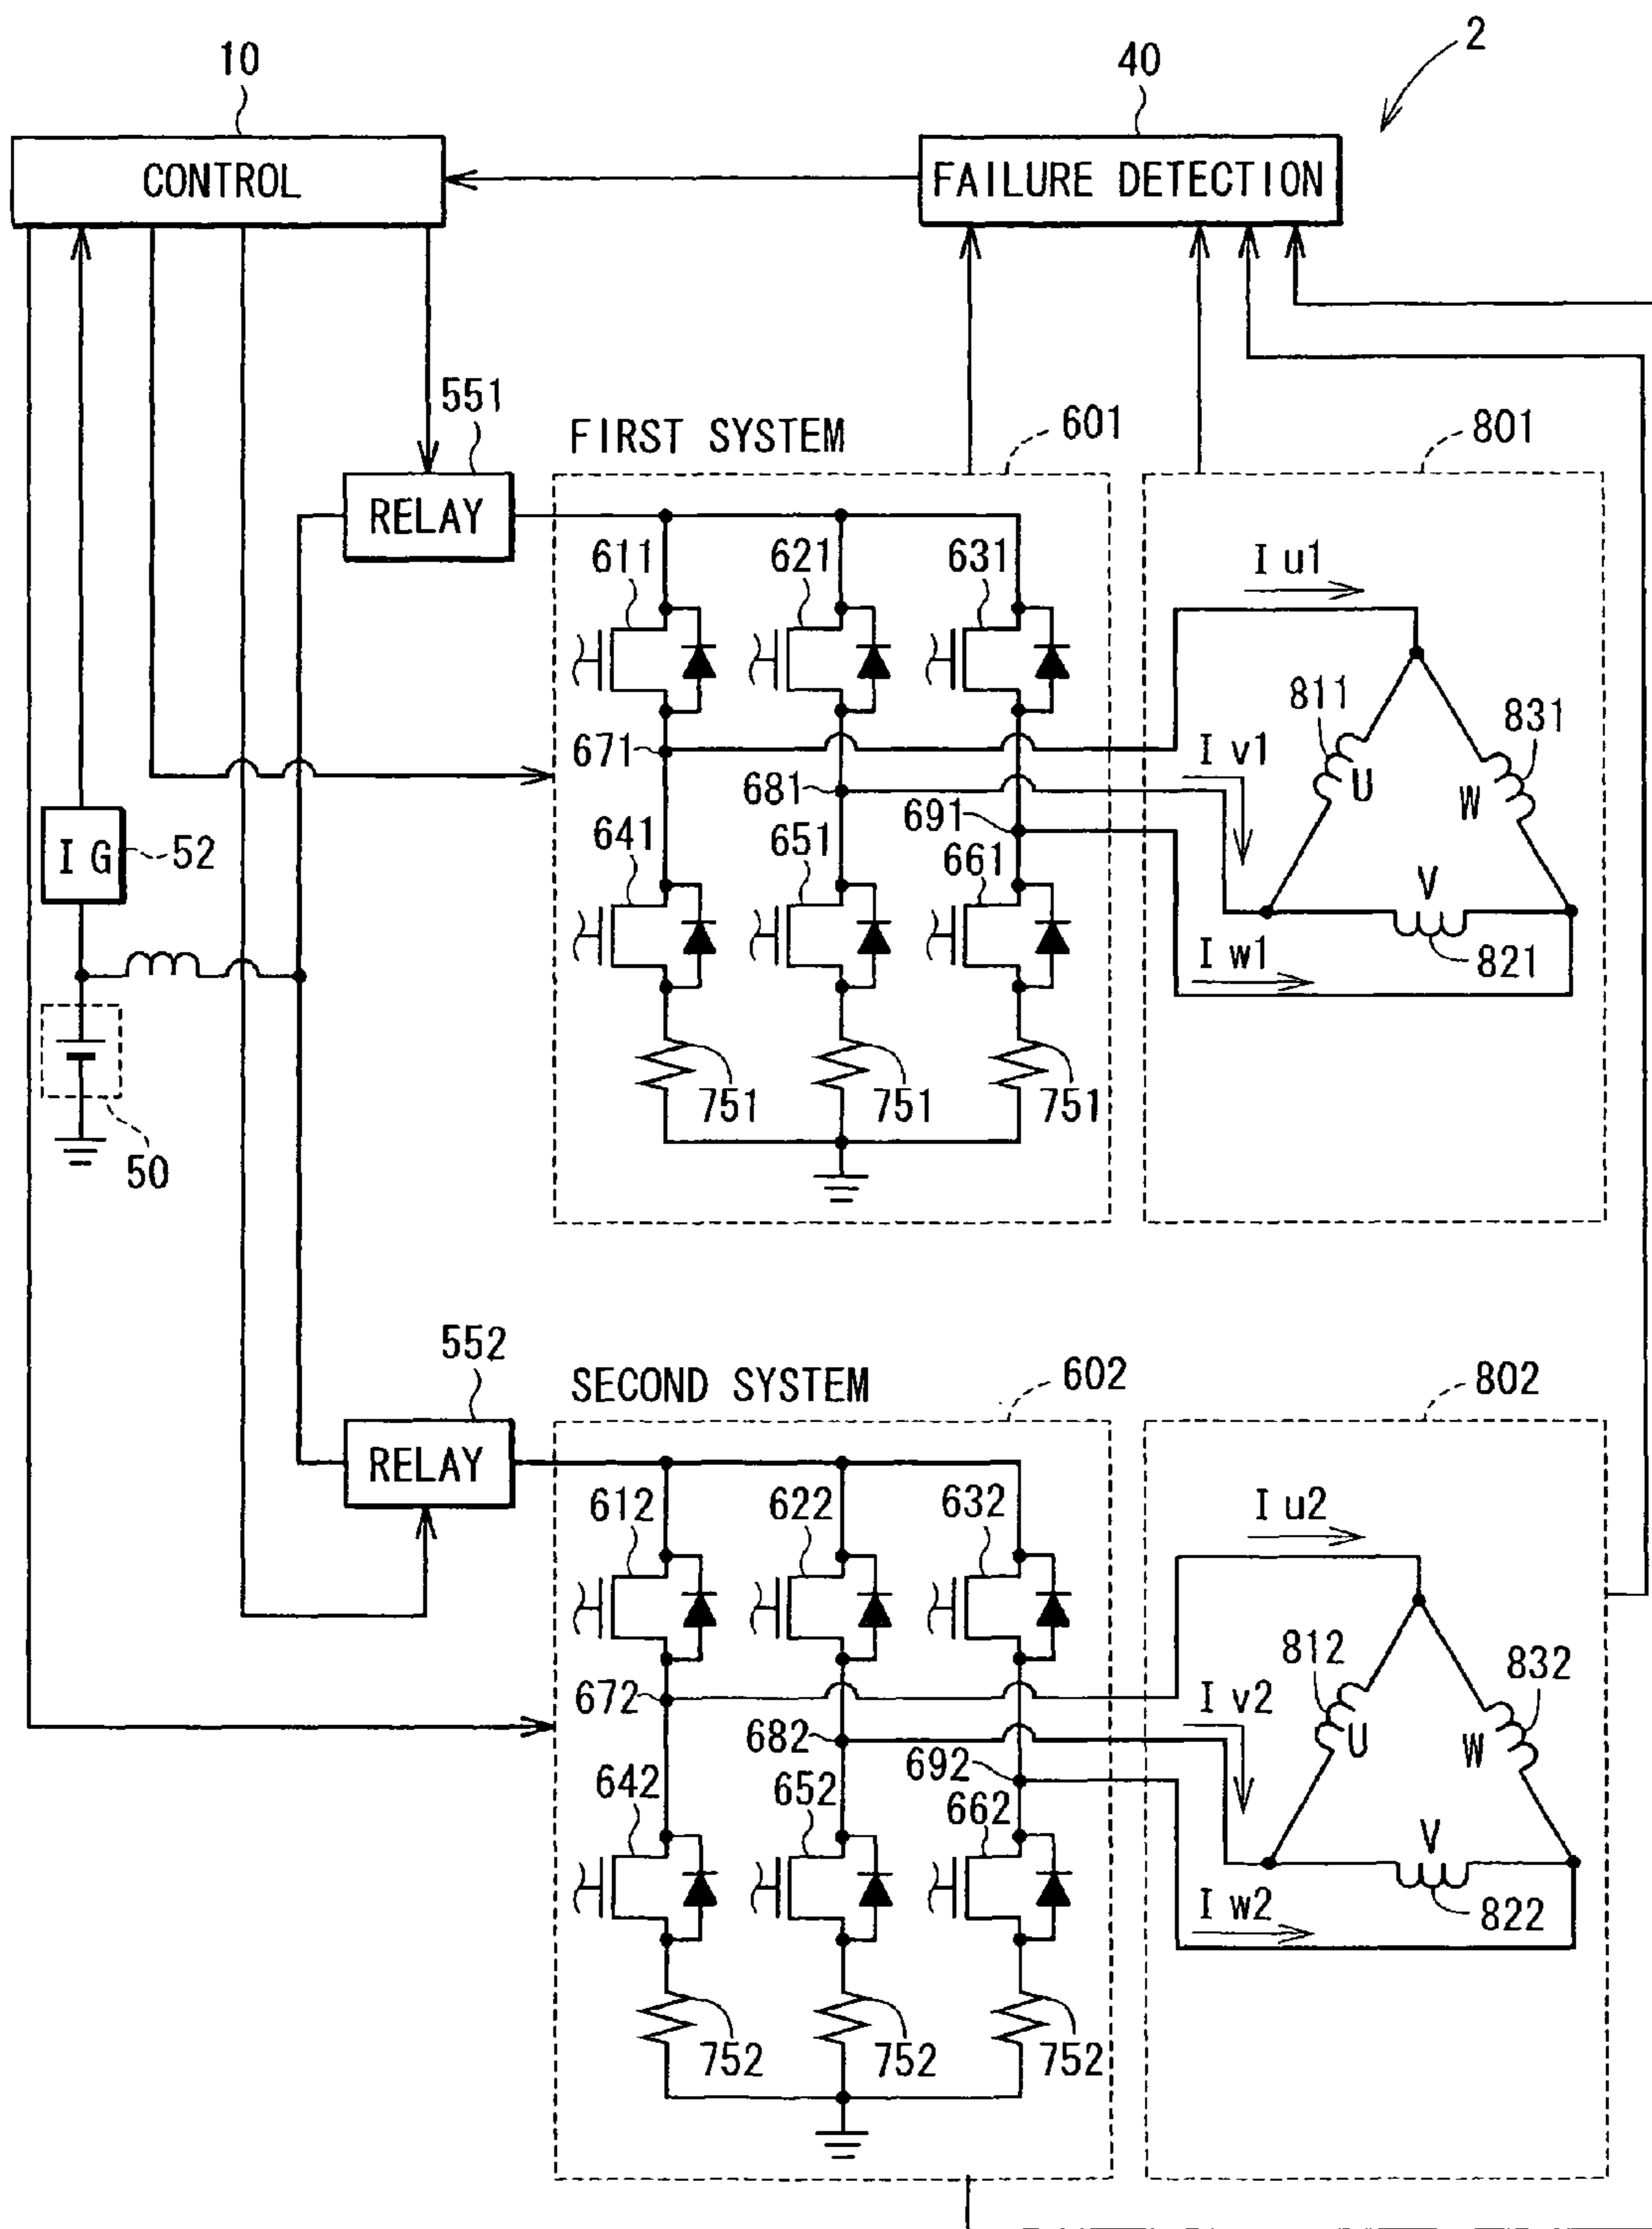 10
40
2
CONTROL
FAILURE DETECTION
551
FIRST SYSTEM
601
801
RELAY
611
621
631
I u1
811
831
671
I v1
681
U
W
691
641
651
661
I G
52
V
I w1
821
751
751
751
50
552
SECOND SYSTEM
602
802
RELAY
612
622
632
I u2
812
832
672
I v2
682
U
W
692
642
652
662
V
I w2
822
752
752
752